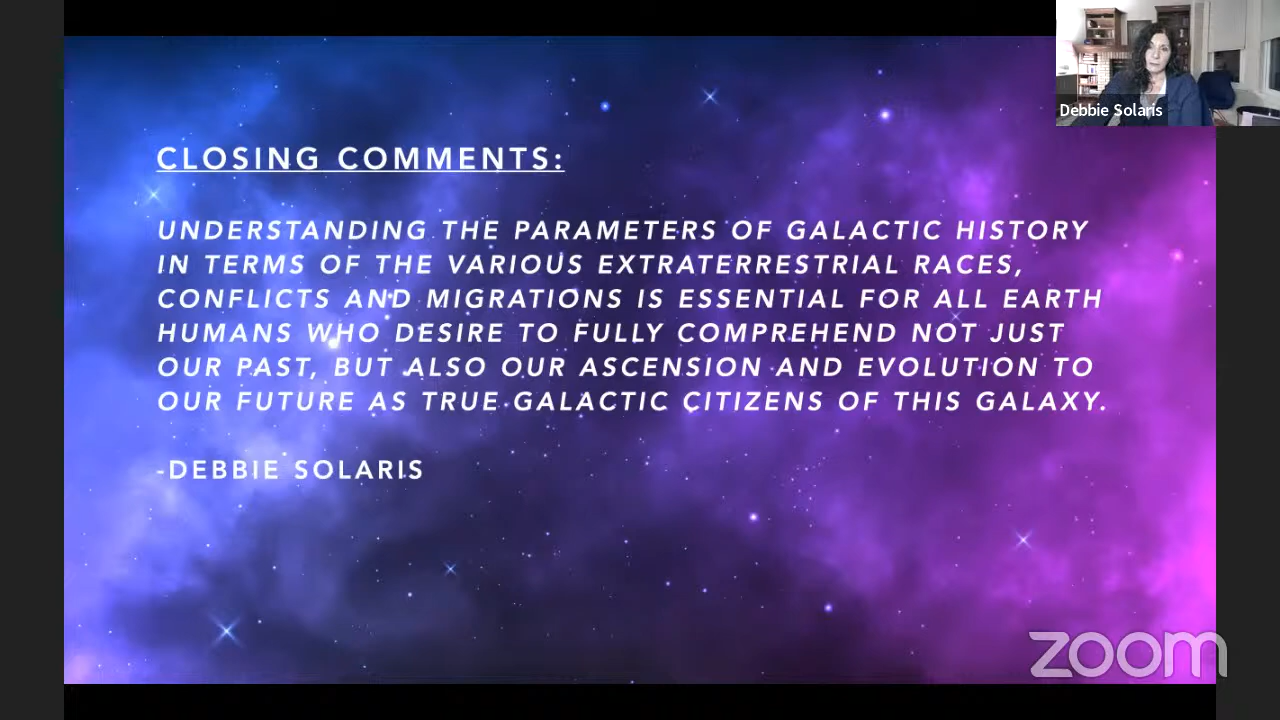 Debbie Solaris
CLOSING COMMENTS:
UNDERSTANDING THE PARAMETERS OF GALACTIC HISTORY
IN TERMS OF THE VARIOUS EXTRATERRESTRIAL RACES,
CONFLICTS AND MIGRATIONS IS ESSENTIAL FOR ALL EARTH
HUMANS WHO DESIRE TO FULLY COMPREHEND NOT JUST
OUR PAST, BUT ALSO OUR ASCENSION AND EVOLUTION TO
OUR FUTURE AS TRUE GALACTIC CITIZENS OF THIS GALAXY.
-DEBBIE SOLARIS
zoom